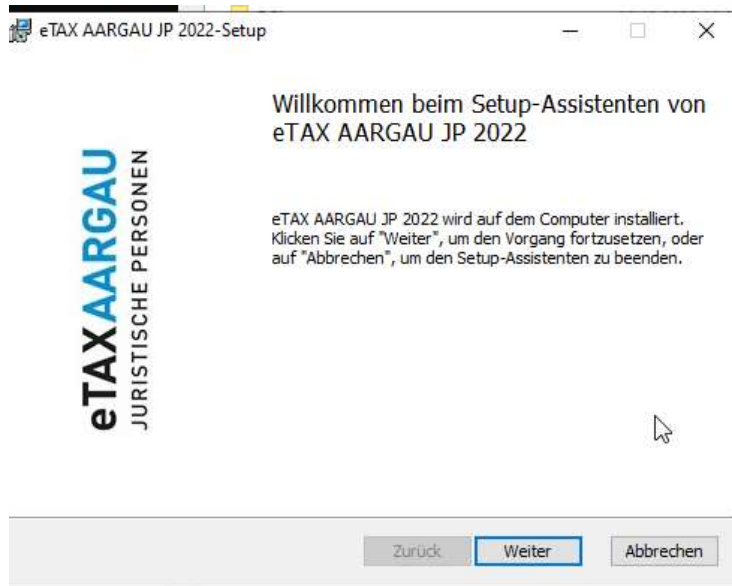 eTAX AARGAU JP 2022-Setup
Willkommen beim Setup-Assistenten von
eTAX AARGAU JP 2022
eTAXAARGAU
JURISTISCHE PERSONEN
eTAX AARGAU JP 2022 wird auf dem Computer installiert.
Klicken Sie auf "Weiter", um den Vorgang fortzusetzen, oder
auf "Abbrechen", um den Setup-Assistenten zu beenden.
Zurück
Weiter
Abbrechen